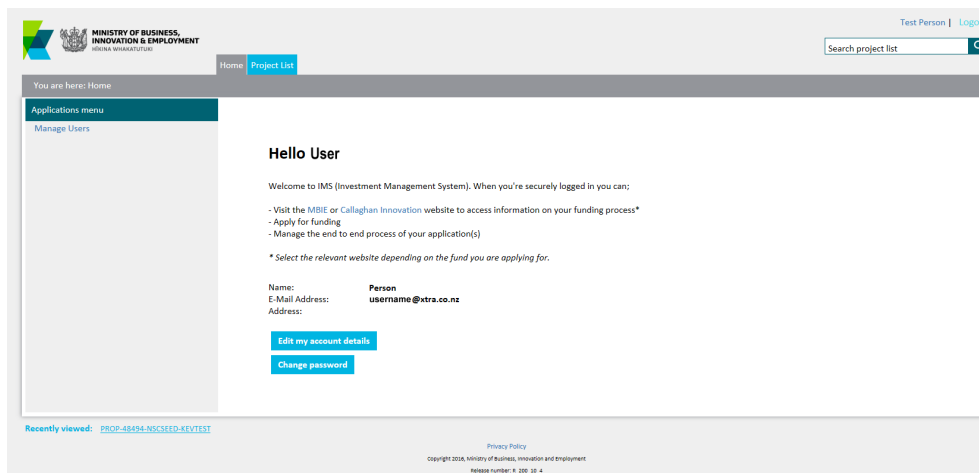 Test Person | Logo
MINISTRY OF BUSINESS,
INNOVATION & EMPLOYMENT
HĪKINA WHAKATUTUKI
Search project list
Home Project List
You are here: Home
Applications menu
Manage Users
Hello User
Welcome to IMS (Investment Management System). When you're securely logged in you can;
- Visit the MBIE or Callaghan Innovation website to access information on your funding process*
- Apply for funding
- Manage the end to end process of your application(s)
* Select the relevant website depending on the fund you are applying for.
Name: Person
E-Mail Address: username@xtra.co.nz
Address:
Edit my account details
Change password
Recently viewed: PROP-48494-NSCSEED-KEVTEST
Privacy Policy
Copyright 2016, Ministry of Business, Innovation and Employment
Release number: R_200_10_4